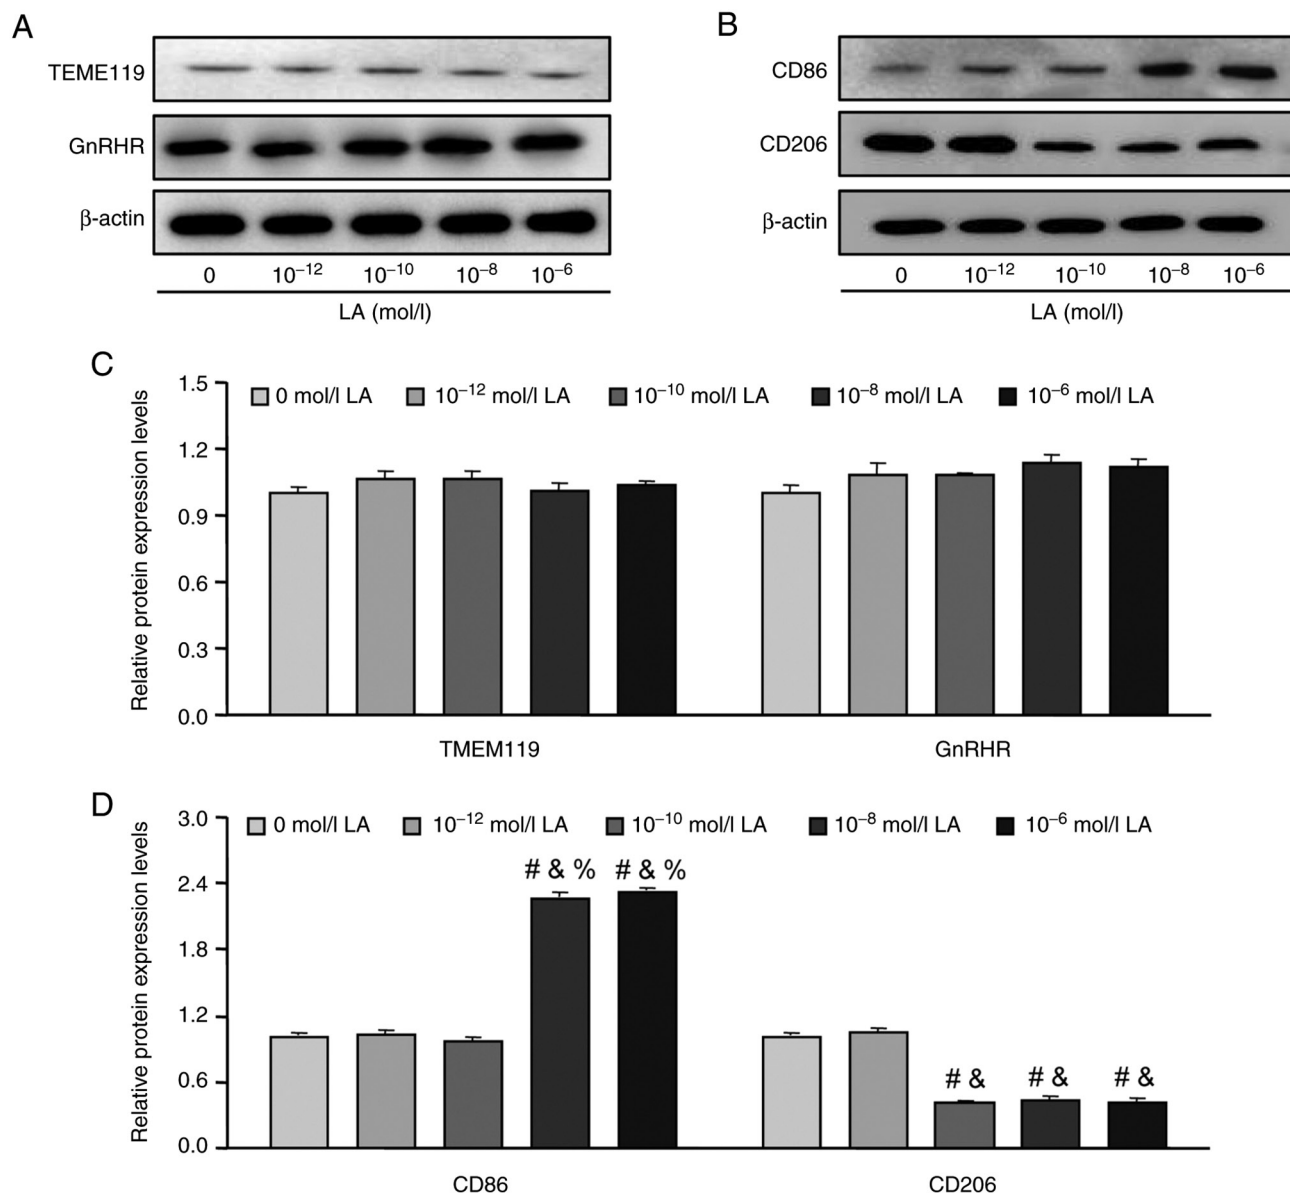 A
TEME119
GnRHR
β-actin
0 10⁻¹² 10⁻¹⁰ 10⁻⁸ 10⁻⁶
LA (mol/l)
B
CD86
CD206
β-actin
0 10⁻¹² 10⁻¹⁰ 10⁻⁸ 10⁻⁶
LA (mol/l)
C
Relative protein expression levels
0 mol/l LA 10⁻¹² mol/l LA 10⁻¹⁰ mol/l LA 10⁻⁸ mol/l LA 10⁻⁶ mol/l LA
1.5
1.2
0.9
0.6
0.3
0.0
TMEM119 GnRHR
D
Relative protein expression levels
0 mol/l LA 10⁻¹² mol/l LA 10⁻¹⁰ mol/l LA 10⁻⁸ mol/l LA 10⁻⁶ mol/l LA
3.0
2.4
1.8
1.2
0.6
0.0
# & % # & %
# & # & # &
CD86 CD206